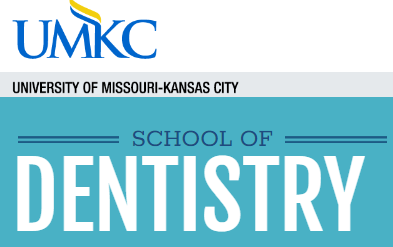 UMKC
UNIVERSITY OF MISSOURI-KANSAS CITY
SCHOOL OF
DENTISTRY